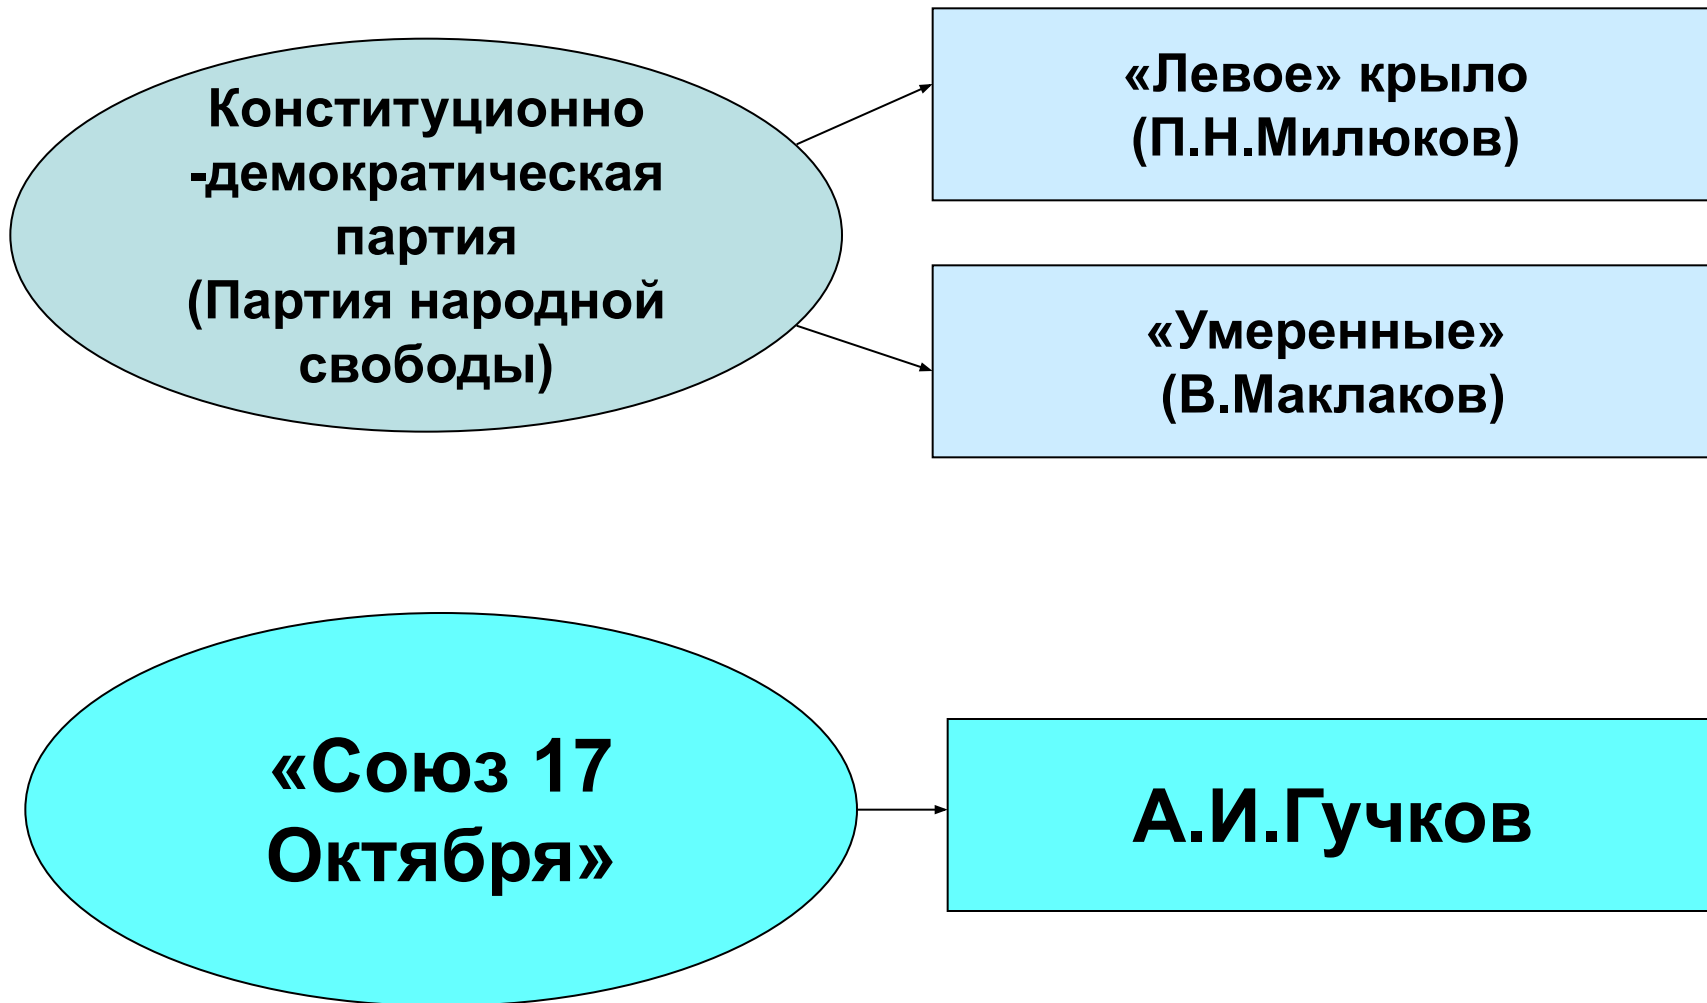 Конституционно
-демократическая
партия
(Партия народной
свободы)
«Левое» крыло
(П.Н.Милюков)
«Умеренные»
(В.Маклаков)
«Союз 17
Октября»
А.И.Гучков